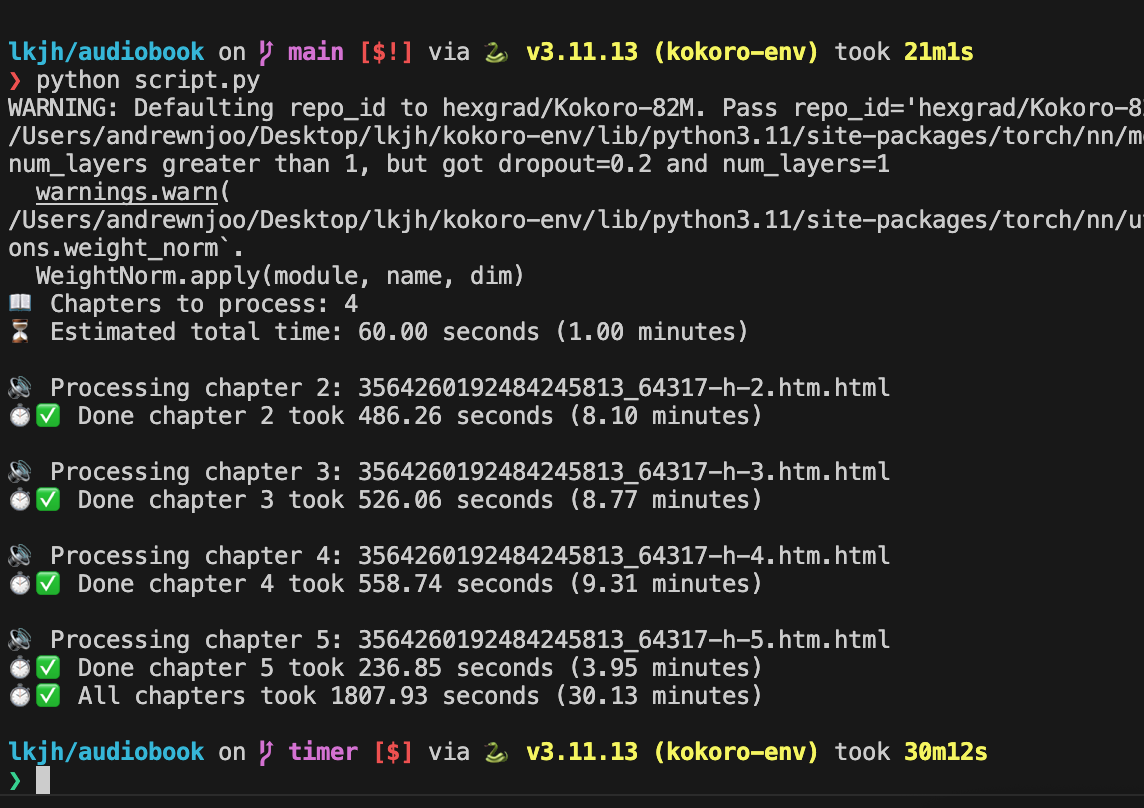 lkjh/audiobook on main [$!] via v3.11.13 (kokoro-env) took 21m1s
❯ python script.py
WARNING: Defaulting repo_id to hexgrad/Kokoro-82M. Pass repo_id='hexgrad/Kokoro-82
/Users/andrewnjoo/Desktop/lkjh/kokoro-env/lib/python3.11/site-packages/torch/nn/mo
num_layers greater than 1, but got dropout=0.2 and num_layers=1
warnings.warn(
/Users/andrewnjoo/Desktop/lkjh/kokoro-env/lib/python3.11/site-packages/torch/nn/ut
ons.weight_norm`.
WeightNorm.apply(module, name, dim)
📖 Chapters to process: 4
⏳ Estimated total time: 60.00 seconds (1.00 minutes)
🔊 Processing chapter 2: 3564260192484245813_64317-h-2.htm.html
⏱✅ Done chapter 2 took 486.26 seconds (8.10 minutes)
🔊 Processing chapter 3: 3564260192484245813_64317-h-3.htm.html
⏱✅ Done chapter 3 took 526.06 seconds (8.77 minutes)
🔊 Processing chapter 4: 3564260192484245813_64317-h-4.htm.html
⏱✅ Done chapter 4 took 558.74 seconds (9.31 minutes)
🔊 Processing chapter 5: 3564260192484245813_64317-h-5.htm.html
⏱✅ Done chapter 5 took 236.85 seconds (3.95 minutes)
⏱✅ All chapters took 1807.93 seconds (30.13 minutes)
lkjh/audiobook on timer [$] via v3.11.13 (kokoro-env) took 30m12s
❯